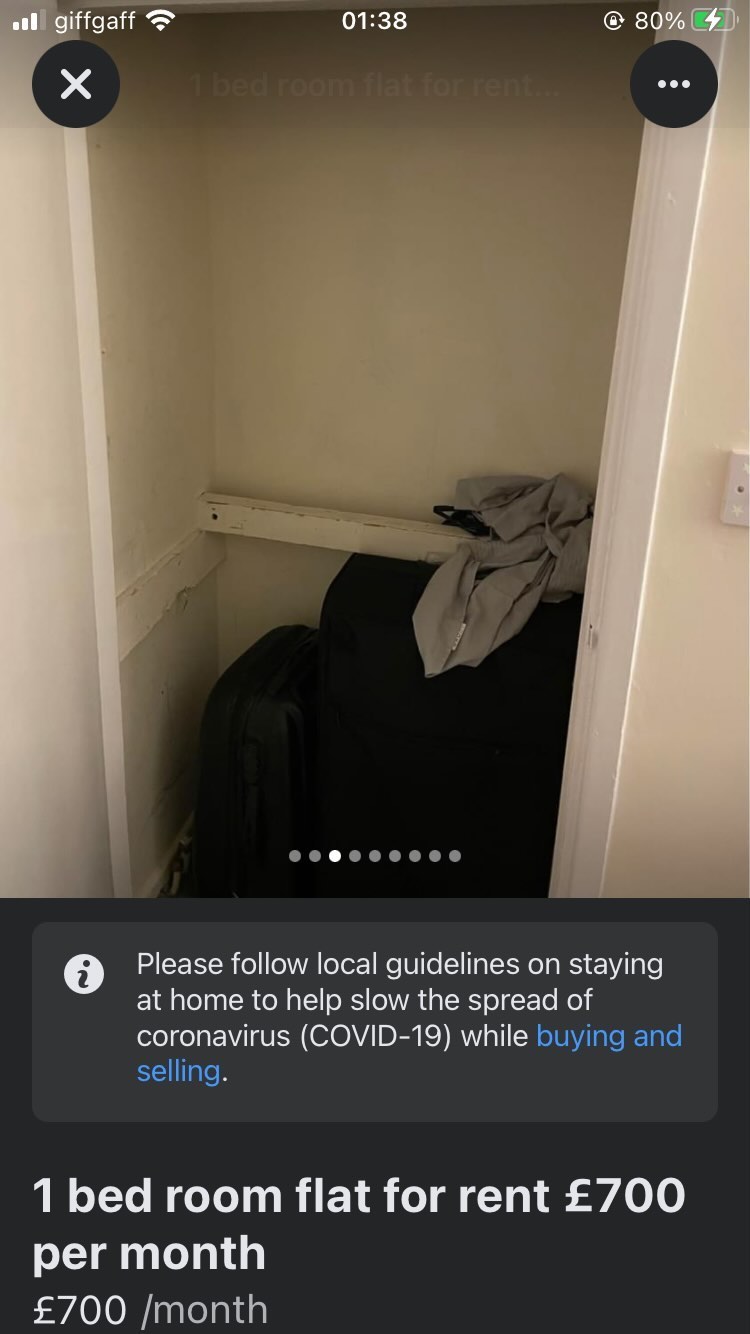 giffgaff 01:38 80%
1 bed room flat for rent...
Please follow local guidelines on staying
at home to help slow the spread of
coronavirus (COVID-19) while buying and
selling.
1 bed room flat for rent £700
per month
£700 /month